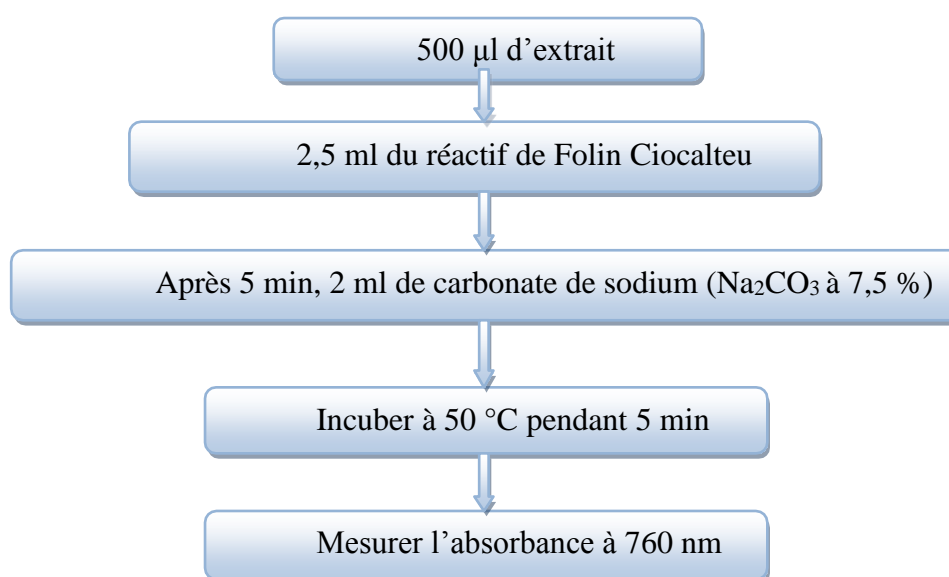 500 µl d’extrait
2,5 ml du réactif de Folin Ciocalteu
Après 5 min, 2 ml de carbonate de sodium (Na₂CO₃ à 7,5 %)
Incuber à 50 °C pendant 5 min
Mesurer l’absorbance à 760 nm